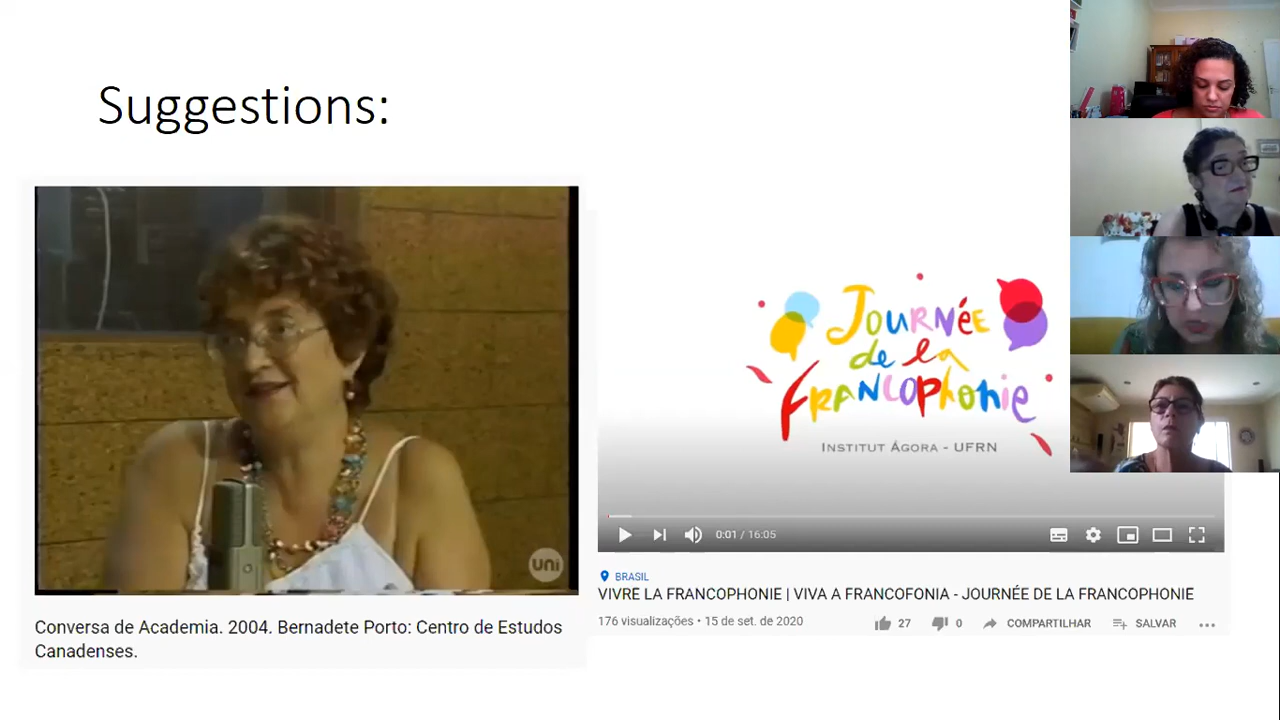 Suggestions:
uni
Conversa de Academia. 2004. Bernadete Porto: Centro de Estudos
Canadenses.
JOURNÉE
de la
FRANCOPHONIE
INSTITUT ÁGORA - UFRN
0:01 / 16:05
BRASIL
VIVRE LA FRANCOPHONIE | VIVA A FRANCOFONIA - JOURNÉE DE LA FRANCOPHONIE
176 visualizações • 15 de set. de 2020
27
0
COMPARTILHAR
SALVAR